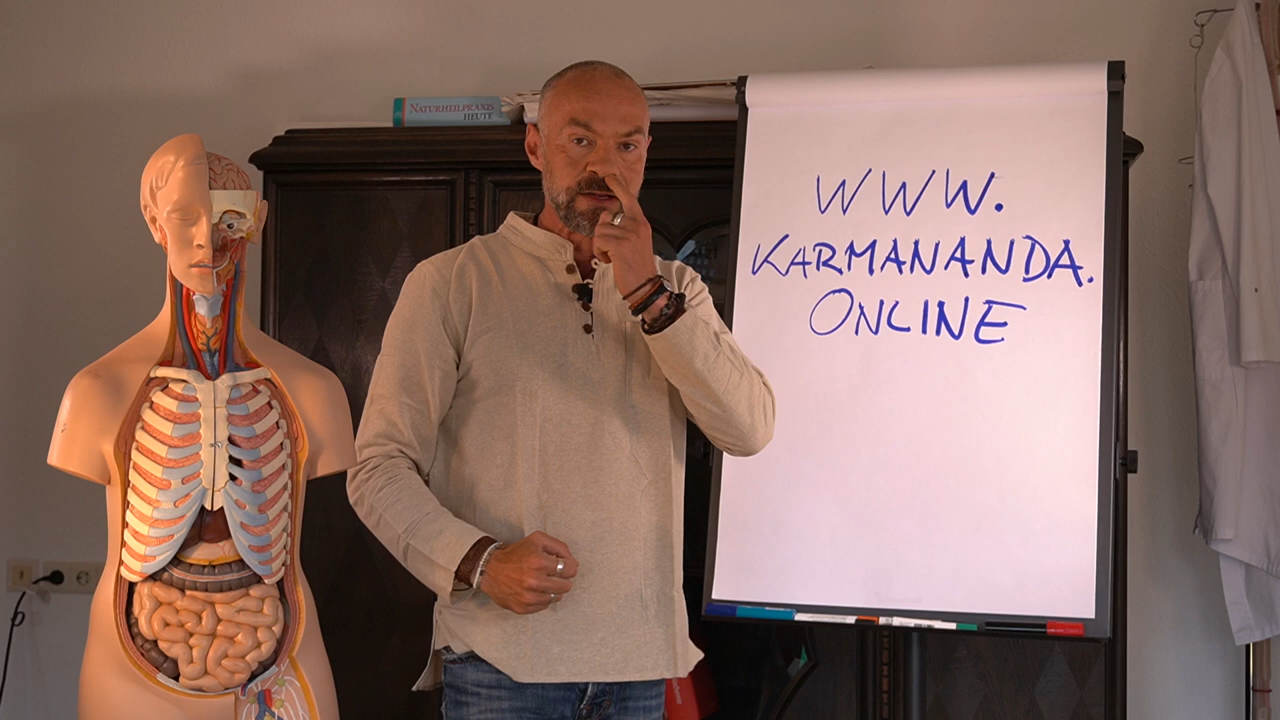 NATURHEILPRAXIS
HEUTE
WWW.
KARMANANDA.
ONLINE